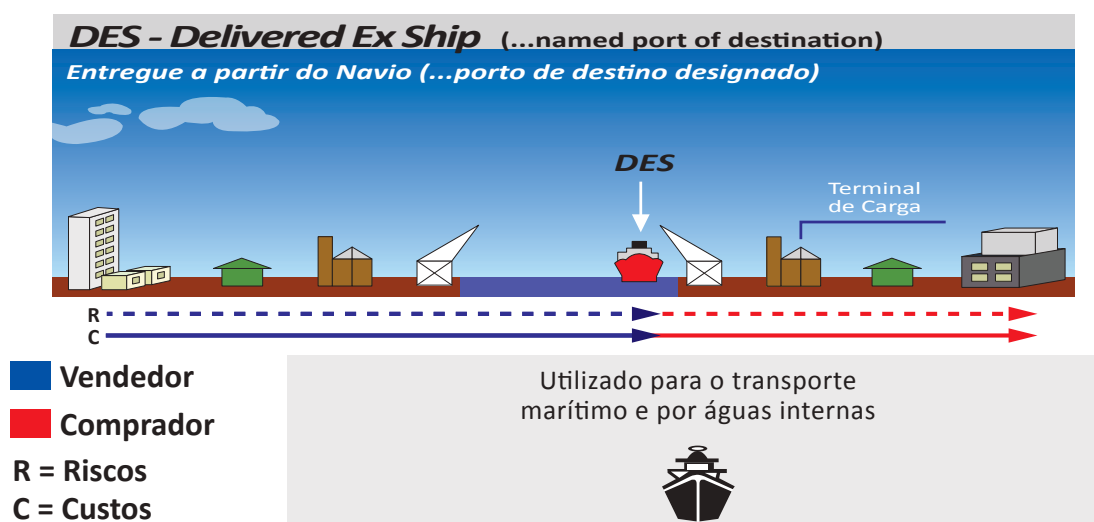 DES - Delivered Ex Ship (...named port of destination)
Entregue a partir do Navio (...porto de destino designado)
DES
Terminal
de Carga
R
C
Vendedor
Comprador
R = Riscos
C = Custos
Utilizado para o transporte
marítimo e por águas internas